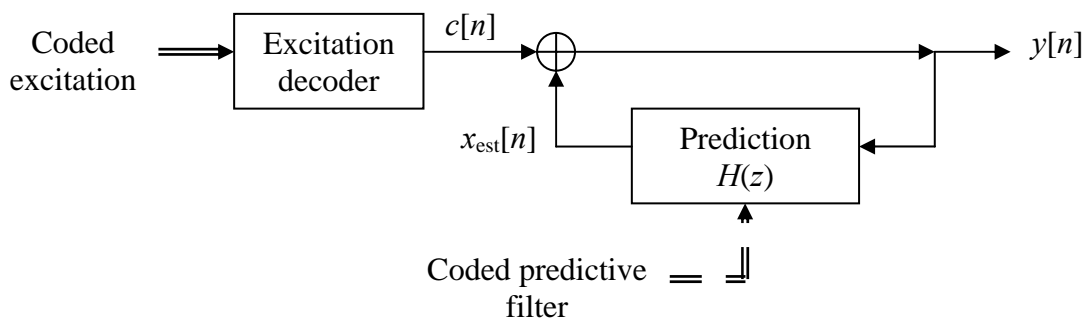 Coded
excitation
Excitation
decoder
c[n]
y[n]
x_est[n]
Prediction
H(z)
Coded predictive
filter